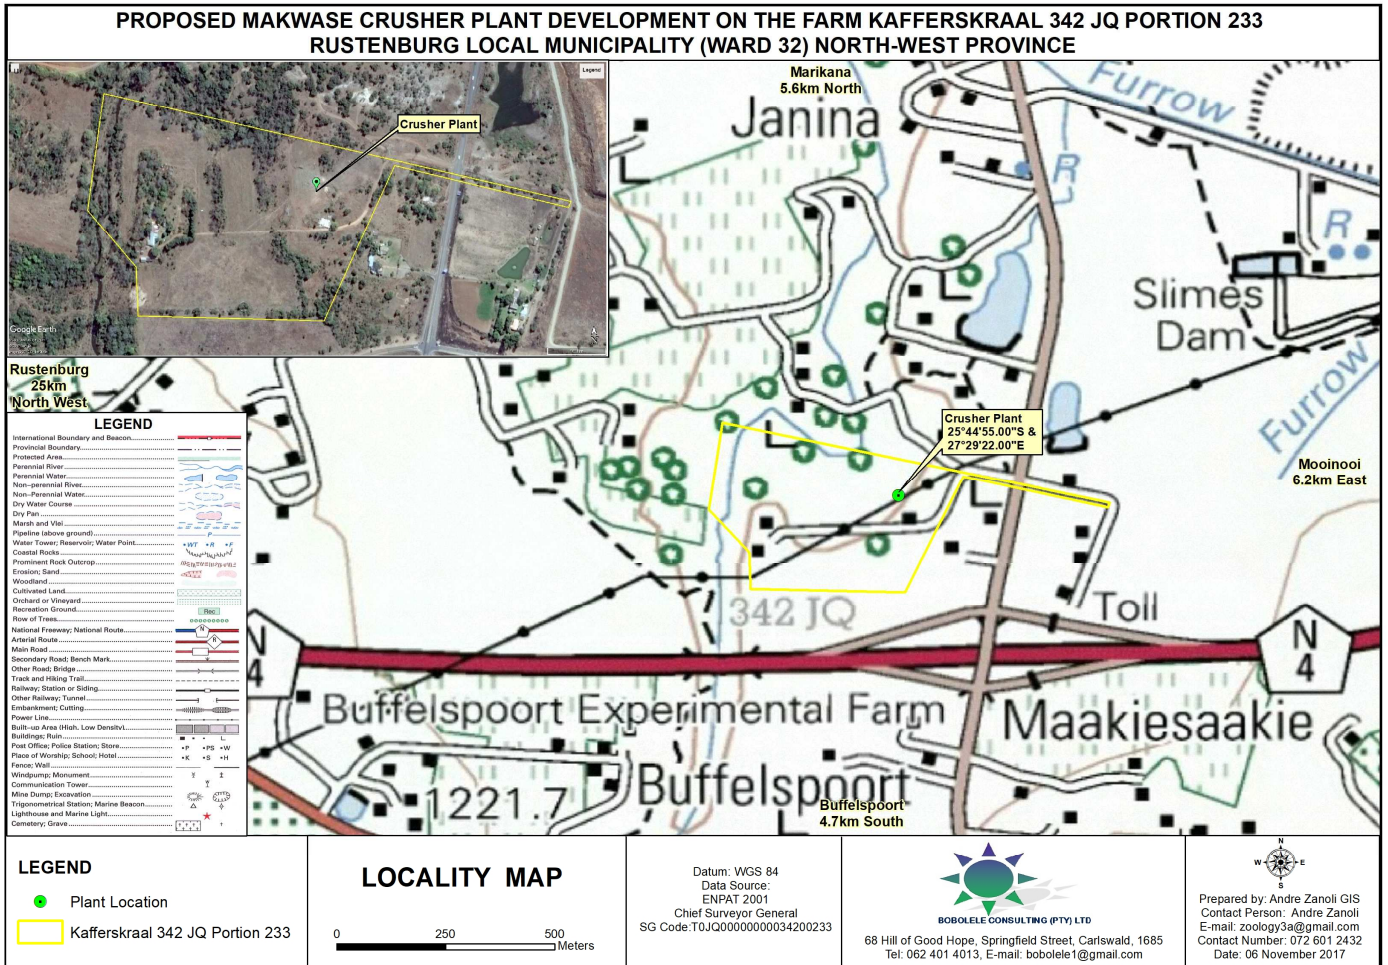 PROPOSED MAKWASE CRUSHER PLANT DEVELOPMENT ON THE FARM KAFFERSKRAAL 342 JQ PORTION 233
RUSTENBURG LOCAL MUNICIPALITY (WARD 32) NORTH-WEST PROVINCE
Legend
Crusher Plant
Google Earth
Marikana
5.6km North
Janina
Furrow
R
R
Slimes
Dam
Furrow
Rustenburg
25km
North West
Crusher Plant
25°44'55.00"S &
27°29'22.00"E
Mooinooi
6.2km East
342 JQ
Toll
N
4
N
4
Buffelspoort Experimental Farm
Maakiesaakie
Buffelspoort
1221.7
Buffelspoort
4.7km South
LEGEND
International Boundary and Beacon
Provincial Boundary
Protected Area
Perennial River
Perennial Water
Non-perennial River
Non-Perennial Water
Dry Water Course
Dry Pan
Marsh and Vlei
Pipeline (above ground) P
Water Tower; Reservoir; Water Point WT R F
Coastal Rocks
Prominent Rock Outcrop
Erosion; Sand
Woodland
Cultivated Land
Orchard or Vineyard
Recreation Ground Rec
Row of Trees
National Freeway; National Route N
Arterial Route R
Main Road
Secondary Road; Bench Mark
Other Road; Bridge
Track and Hiking Trail
Railway; Station or Siding
Other Railway; Tunnel
Embankment; Cutting
Power Line
Built-up Area (High, Low Density)
Buildings; Ruin
Post Office; Police Station; Store P PS W
Place of Worship; School; Hotel K S H
Fence; Wall
Windpump; Monument
Communication Tower
Mine Dump; Excavation
Trigonometrical Station; Marine Beacon
Lighthouse and Marine Light
Cemetery; Grave
LEGEND
Plant Location
Kafferskraal 342 JQ Portion 233
LOCALITY MAP
0 250 500
Meters
Datum: WGS 84
Data Source:
ENPAT 2001
Chief Surveyor General
SG Code:T0JQ00000000034200233
BOBOLELE CONSULTING (PTY) LTD
68 Hill of Good Hope, Springfield Street, Carlswald, 1685
Tel: 062 401 4013, E-mail: bobolele1@gmail.com
N
W E
S
Prepared by: Andre Zanoli GIS
Contact Person: Andre Zanoli
E-mail: zoology3a@gmail.com
Contact Number: 072 601 2432
Date: 06 November 2017